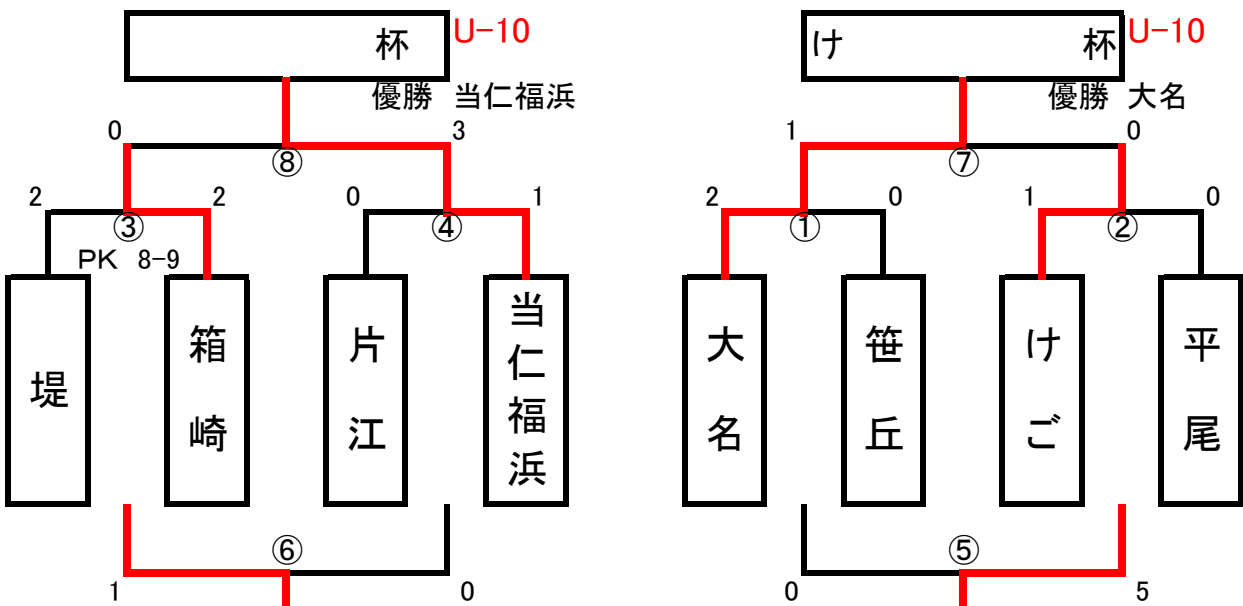 杯 U-10
け 杯 U-10
優勝 当仁福浜
優勝 大名
0 3
1 0
⑧
⑦
2 2 0 1
2 0 1 0
③ ④
① ②
PK 8-9
堤
箱崎
片江
当仁福浜
大名
笹丘
けご
平尾
⑥
⑤
1 0
0 5